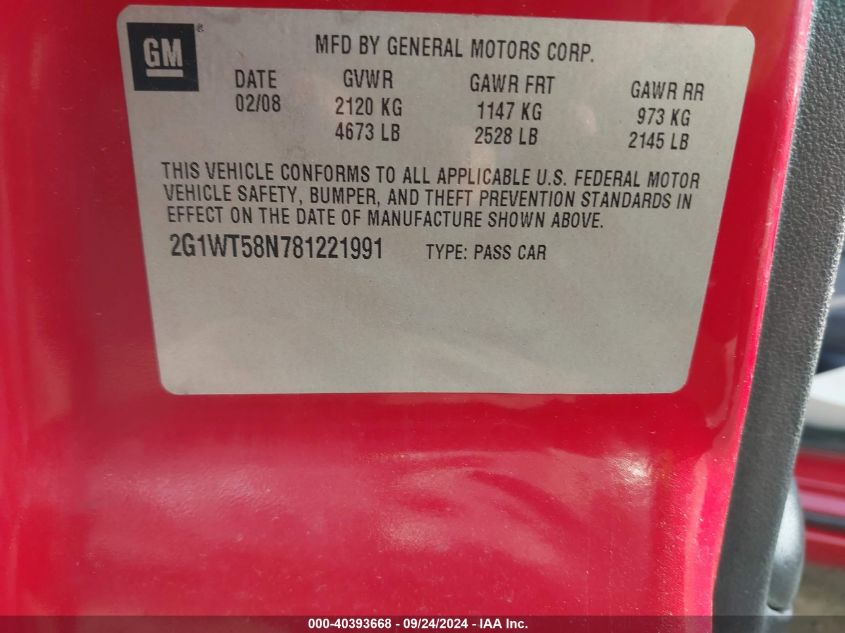 GM ®
MFD BY GENERAL MOTORS CORP.
DATE GVWR GAWR FRT GAWR RR
02/08 2120 KG 1147 KG 973 KG
4673 LB 2528 LB 2145 LB
THIS VEHICLE CONFORMS TO ALL APPLICABLE U.S. FEDERAL MOTOR
VEHICLE SAFETY, BUMPER, AND THEFT PREVENTION STANDARDS IN
EFFECT ON THE DATE OF MANUFACTURE SHOWN ABOVE.
2G1WT58N781221991 TYPE: PASS CAR
000-40393668 - 09/24/2024 - IAA Inc.